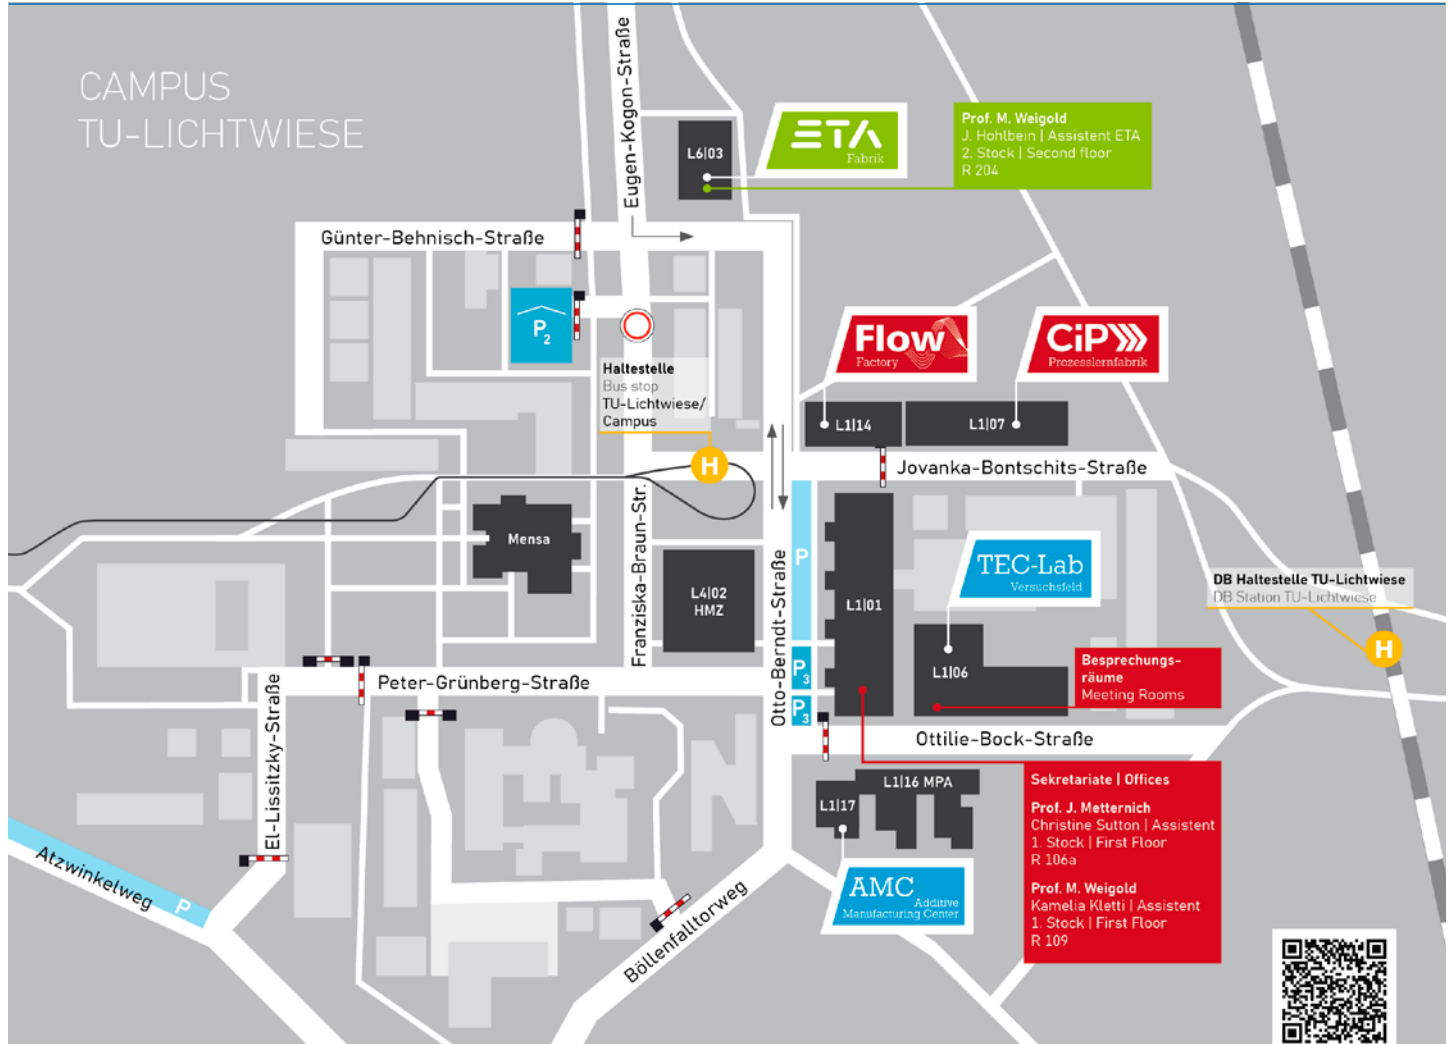 CAMPUS
TU-LICHTWIESE
Eugen-Kogon-Straße
L6|03
ETA
Fabrik
Prof. M. Weigold
J. Hohlbein | Assistent ETA
2. Stock | Second floor
R 204
Günter-Behnisch-Straße
P2
Haltestelle
Bus stop
TU-Lichtwiese/
Campus
H
Flow
Factory
CiP
Prozesslernfabrik
L1|14
L1|07
Jovanka-Bontschits-Straße
Mensa
Franziska-Braun-Str.
L4|02
HMZ
Otto-Berndt-Straße
P
L1|01
TEC-Lab
Versuchsfeld
DB Haltestelle TU-Lichtwiese
DB Station TU-Lichtwiese
H
L1|06
Besprechungs-
räume
Meeting Rooms
P3
P3
Peter-Grünberg-Straße
El-Lissitzky-Straße
Ottilie-Bock-Straße
L1|16 MPA
L1|17
Sekretariate | Offices
Prof. J. Metternich
Christine Sutton | Assistent
1. Stock | First Floor
R 106a
Prof. M. Weigold
Kamelia Kletti | Assistent
1. Stock | First Floor
R 109
AMC
Additive
Manufacturing Center
Atzwinkelweg
P
Böllenfalltorweg